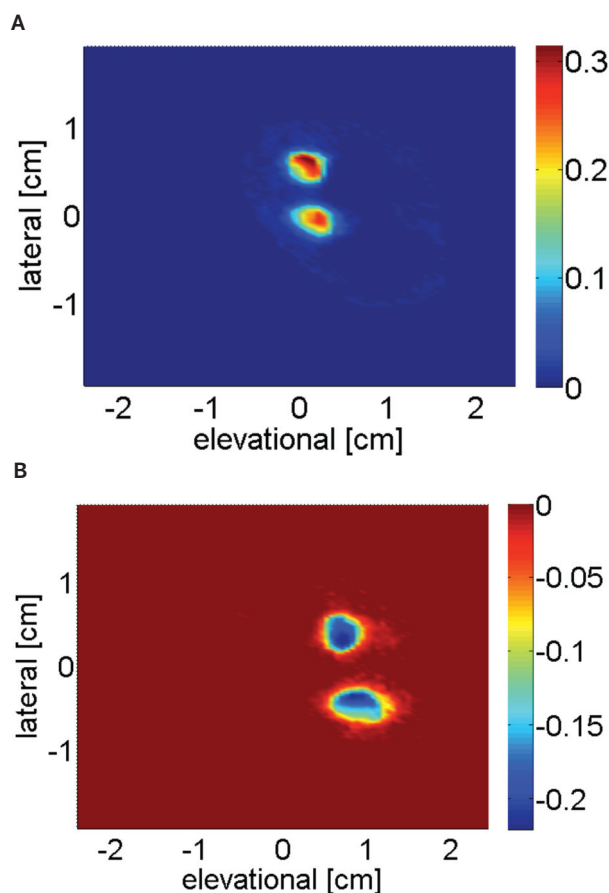 A
0.3
0.2
0.1
0
1
0
-1
lateral [cm]
-2 -1 0 1 2
elevational [cm]
B
0
-0.05
-0.1
-0.15
-0.2
1
0
-1
lateral [cm]
-2 -1 0 1 2
elevational [cm]